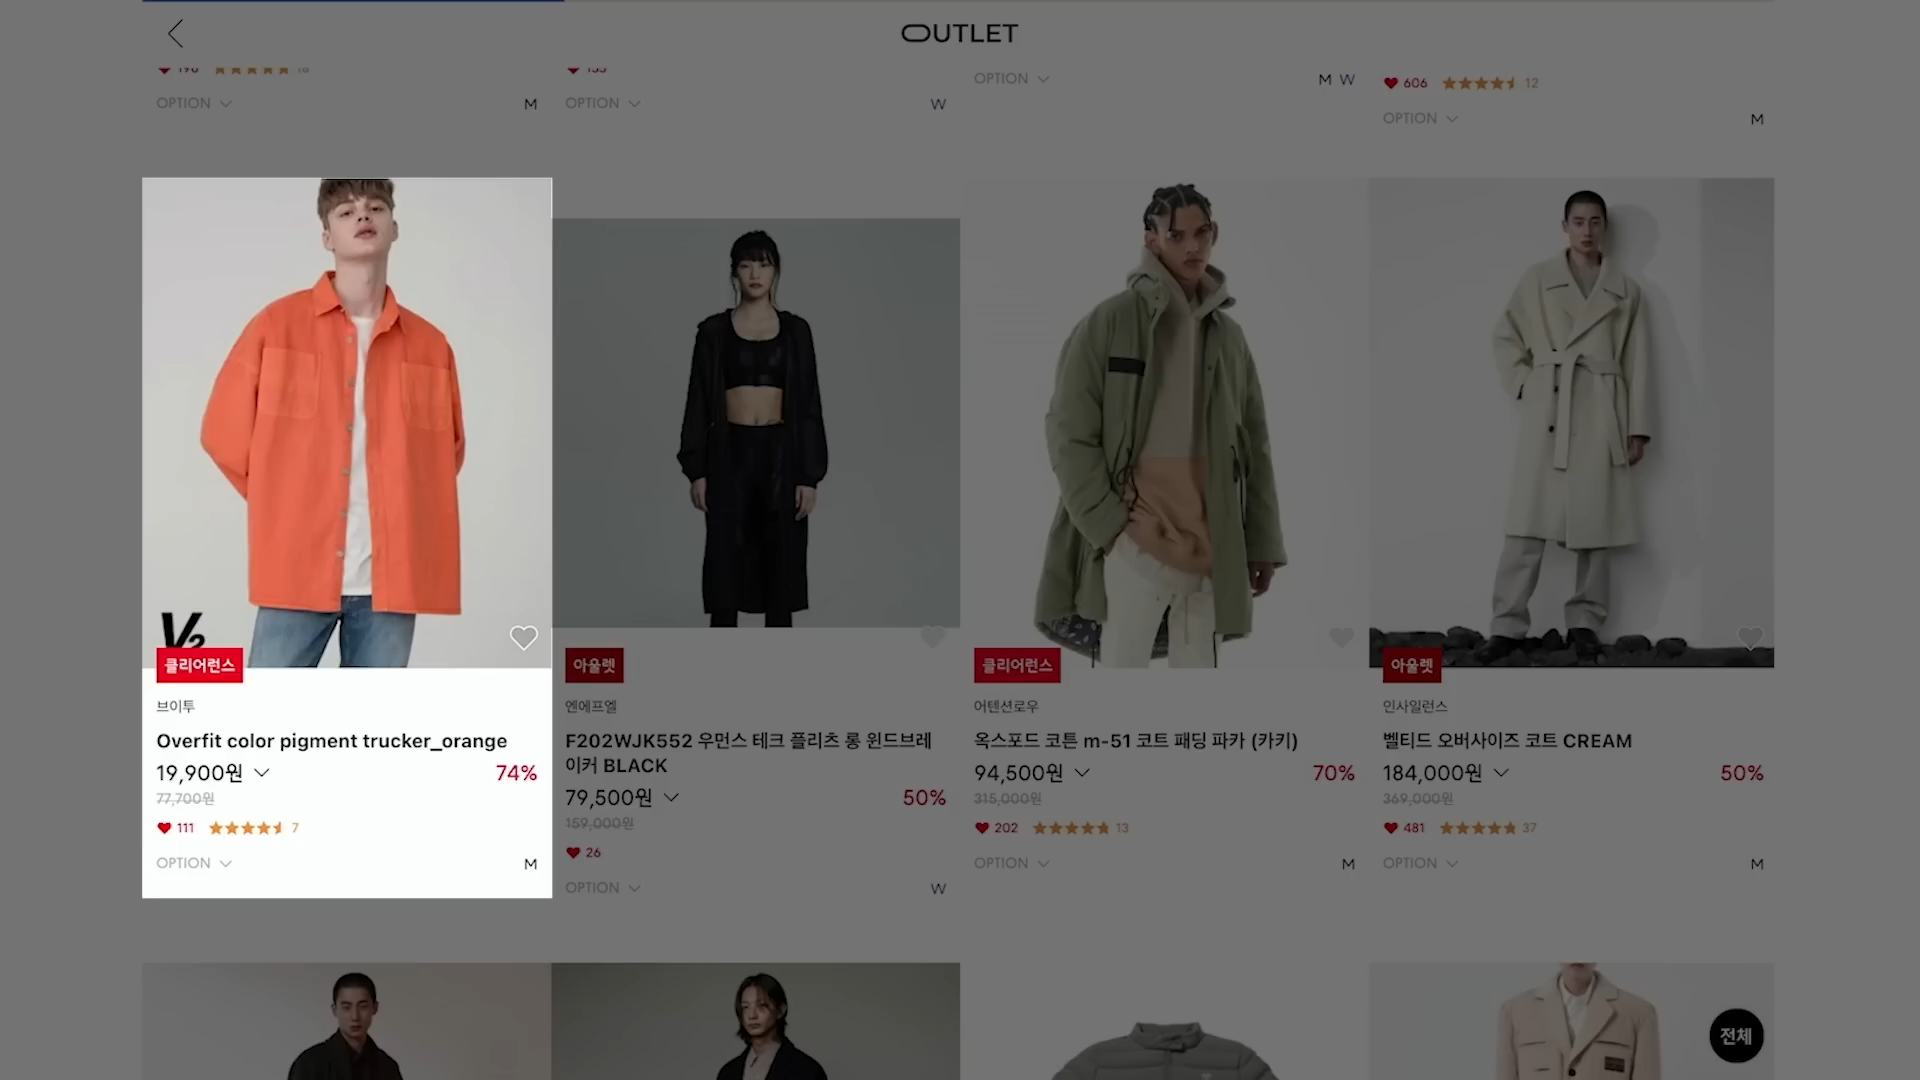 OUTLET
196 18
OPTION M
OPTION W
OPTION M W
606 12
OPTION M
V2
클리어런스
브이투
Overfit color pigment trucker_orange
19,900원 74%
77,700원
111 7
OPTION M
아울렛
엔에프엘
F202WJK552 우먼스 테크 플리츠 롱 윈드브레
이커 BLACK
79,500원 50%
159,000원
26
OPTION W
클리어런스
어텐션로우
옥스포드 코튼 m-51 코트 패딩 파카 (카키)
94,500원 70%
315,000원
202 13
OPTION M
아울렛
인사일런스
벨티드 오버사이즈 코트 CREAM
184,000원 50%
369,000원
481 37
OPTION M
전체